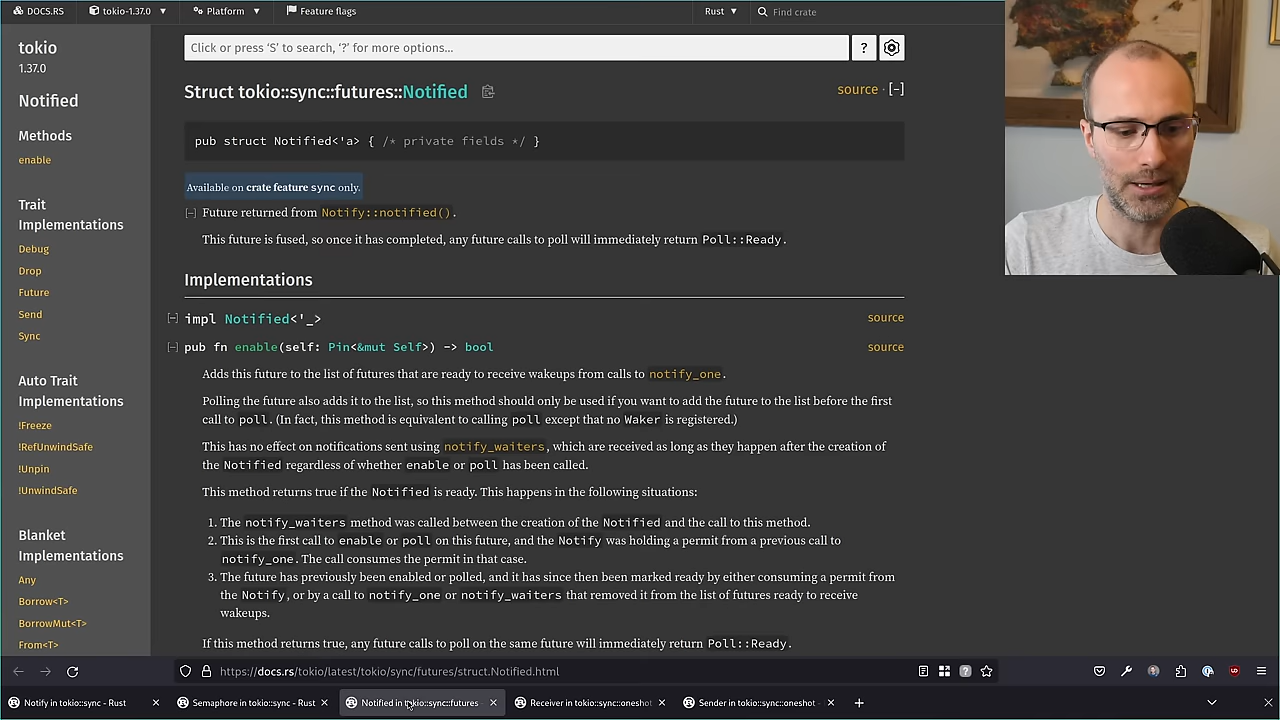 DOCS.RS tokio-1.37.0 Platform Feature flags Rust Find crate
tokio
1.37.0
Notified
Methods
enable
Trait
Implementations
Debug
Drop
Future
Send
Sync
Auto Trait
Implementations
!Freeze
!RefUnwindSafe
!Unpin
!UnwindSafe
Blanket
Implementations
Any
Borrow<T>
BorrowMut<T>
From<T>
Click or press ‘S’ to search, ‘?’ for more options…
?
Struct tokio::sync::futures::Notified source · [-]
pub struct Notified<'a> { /* private fields */ }
Available on crate feature sync only.
[-] Future returned from Notify::notified().
This future is fused, so once it has completed, any future calls to poll will immediately return Poll::Ready.
Implementations
[-] impl Notified<'_> source
[-] pub fn enable(self: Pin<&mut Self>) -> bool source
Adds this future to the list of futures that are ready to receive wakeups from calls to notify_one.
Polling the future also adds it to the list, so this method should only be used if you want to add the future to the list before the first
call to poll. (In fact, this method is equivalent to calling poll except that no Waker is registered.)
This has no effect on notifications sent using notify_waiters, which are received as long as they happen after the creation of
the Notified regardless of whether enable or poll has been called.
This method returns true if the Notified is ready. This happens in the following situations:
1. The notify_waiters method was called between the creation of the Notified and the call to this method.
2. This is the first call to enable or poll on this future, and the Notify was holding a permit from a previous call to
notify_one. The call consumes the permit in that case.
3. The future has previously been enabled or polled, and it has since then been marked ready by either consuming a permit from
the Notify, or by a call to notify_one or notify_waiters that removed it from the list of futures ready to receive
wakeups.
If this method returns true, any future calls to poll on the same future will immediately return Poll::Ready.
https://docs.rs/tokio/latest/tokio/sync/futures/struct.Notified.html
Notify in tokio::sync - Rust
Semaphore in tokio::sync - Rust
Notified in tokio::sync::futures
Receiver in tokio::sync::oneshot
Sender in tokio::sync::oneshot -